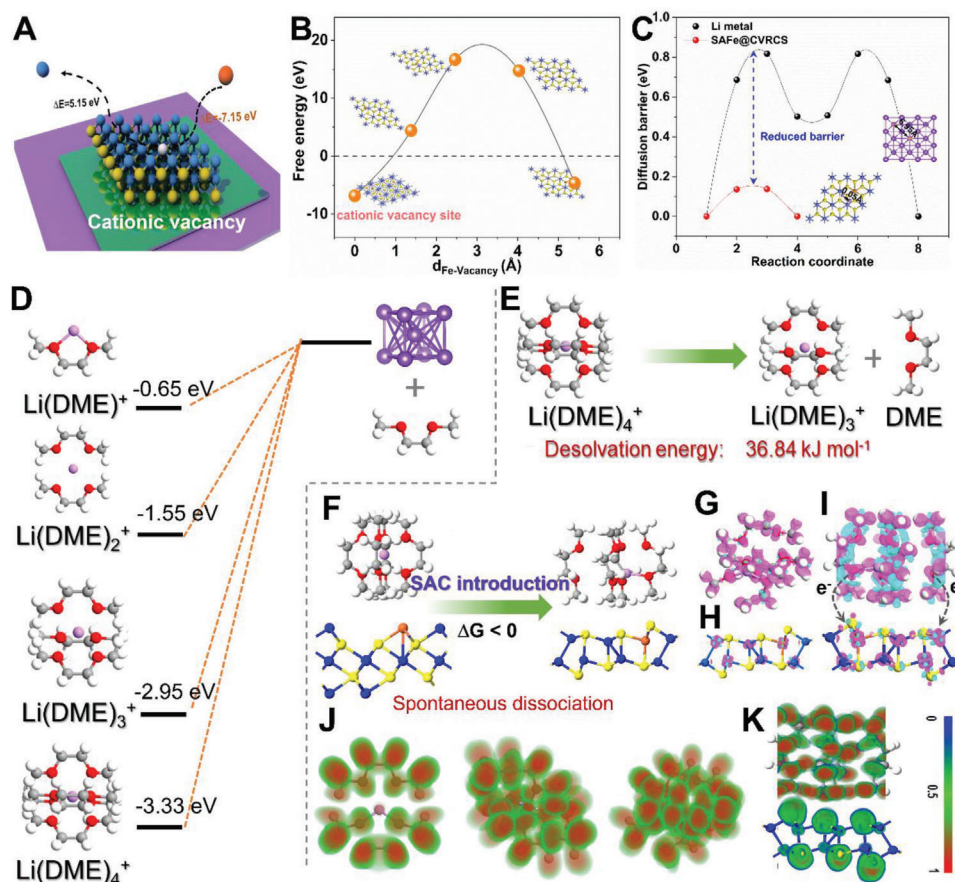 A
ΔE=5.15 eV
ΔE=-7.15 eV
Cationic vacancy
B
Free energy (eV)
20
10
0
-10
cationic vacancy site
0 1 2 3 4 5 6
d Fe-Vacancy (Å)
C
Diffusion barrier (eV)
Li metal
SAFe@CVRCS
1.0
0.8
0.6
0.4
0.2
0.0
Reduced barrier
0 2 4 6 8
Reaction coordinate
D
-0.65 eV
Li(DME)⁺
-1.55 eV
Li(DME)₂⁺
-2.95 eV
Li(DME)₃⁺
-3.33 eV
Li(DME)₄⁺
+
E
Li(DME)₄⁺
Li(DME)₃⁺
+
DME
Desolvation energy: 36.84 kJ mol⁻¹
F
SAC introduction
ΔG < 0
Spontaneous dissociation
G
H
I
e⁻
e⁻
J
K
0
0.5
1